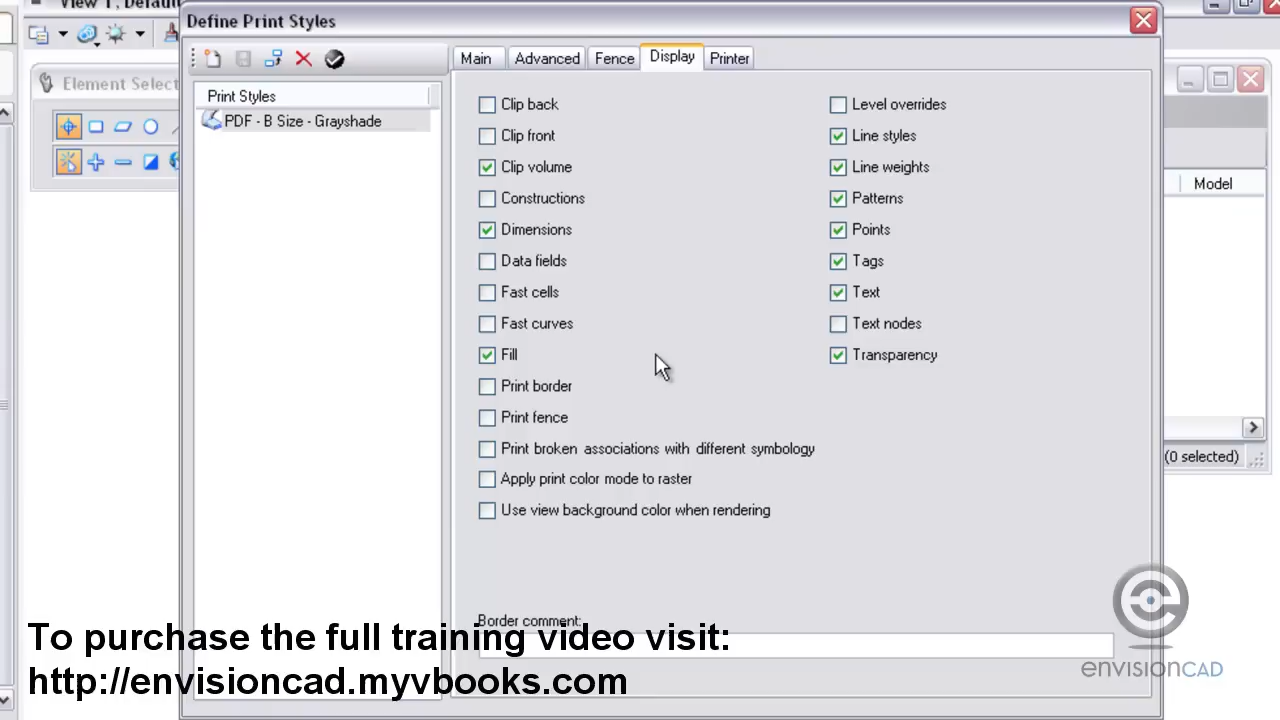 View 1, Default
Define Print Styles
Element Select
Main
Advanced
Fence
Display
Printer
Print Styles
PDF - B Size - Grayshade
Clip back
Clip front
Clip volume
Constructions
Dimensions
Data fields
Fast cells
Fast curves
Fill
Print border
Print fence
Print broken associations with different symbology
Apply print color mode to raster
Use view background color when rendering
Level overrides
Line styles
Line weights
Patterns
Points
Tags
Text
Text nodes
Transparency
Model
(0 selected)
Border comment:
To purchase the full training video visit:
http://envisioncad.myvbooks.com
envisionCAD